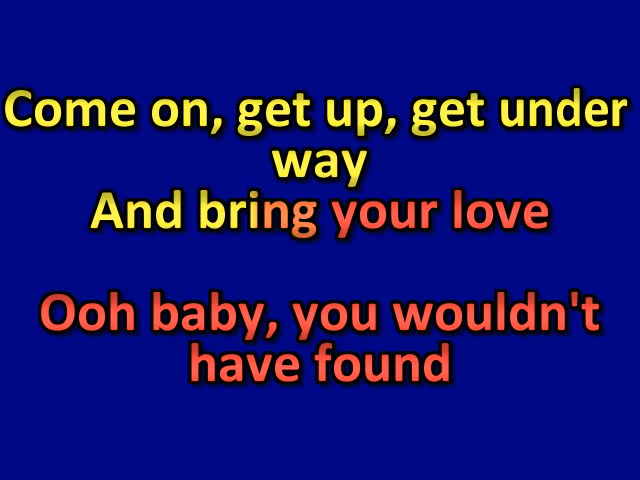 Come on, get up, get under
way
And bring your love
Ooh baby, you wouldn't
have found